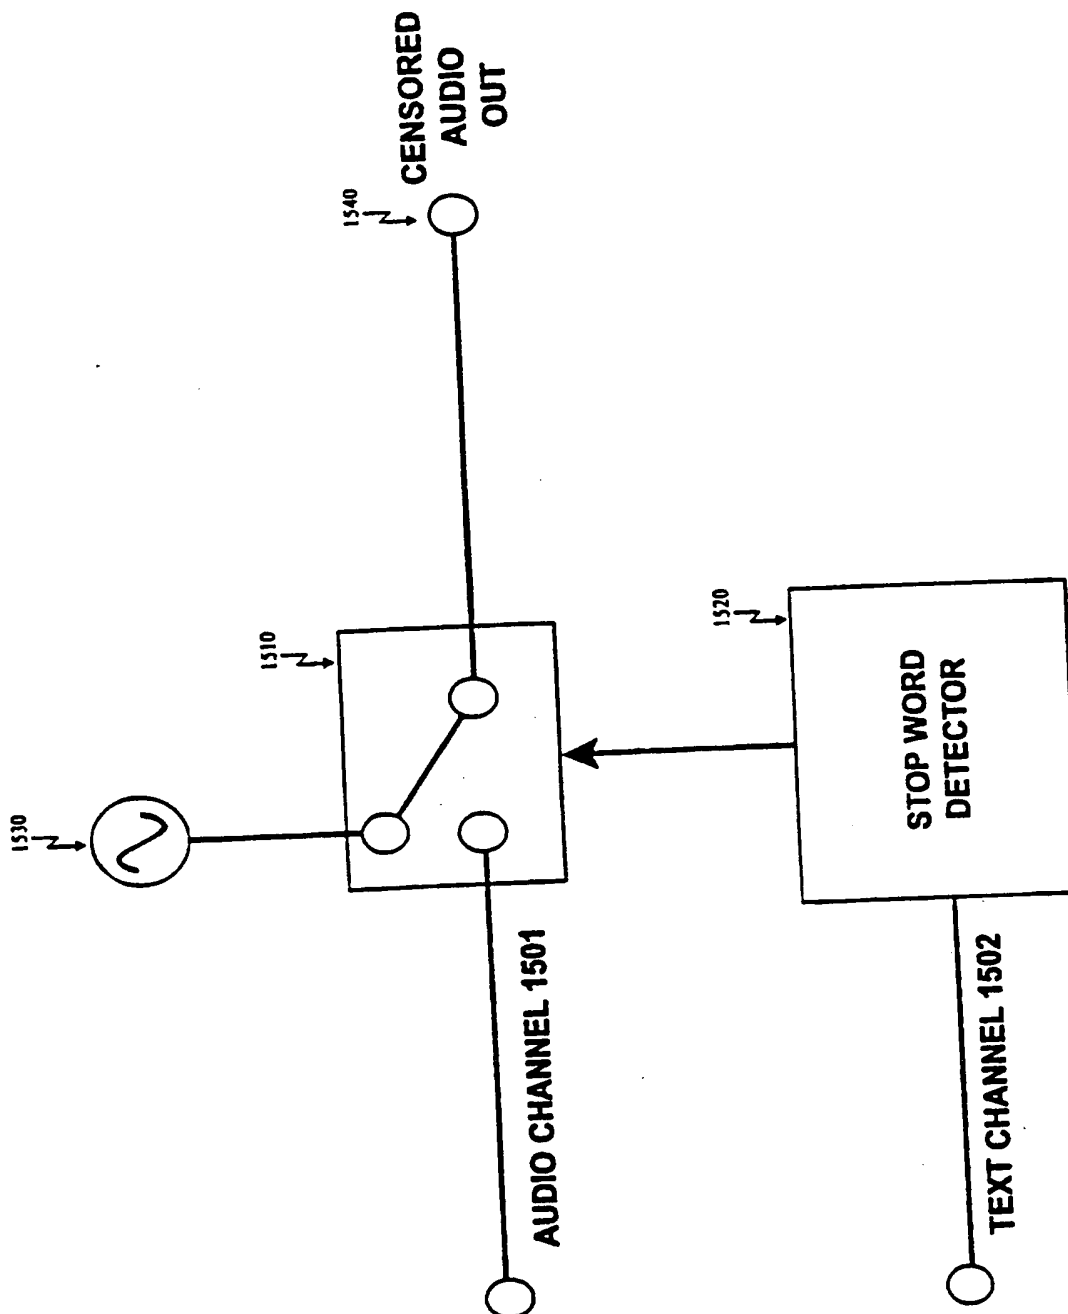 1530
1510
1540
CENSORED
AUDIO
OUT
AUDIO CHANNEL 1501
1520
STOP WORD
DETECTOR
TEXT CHANNEL 1502